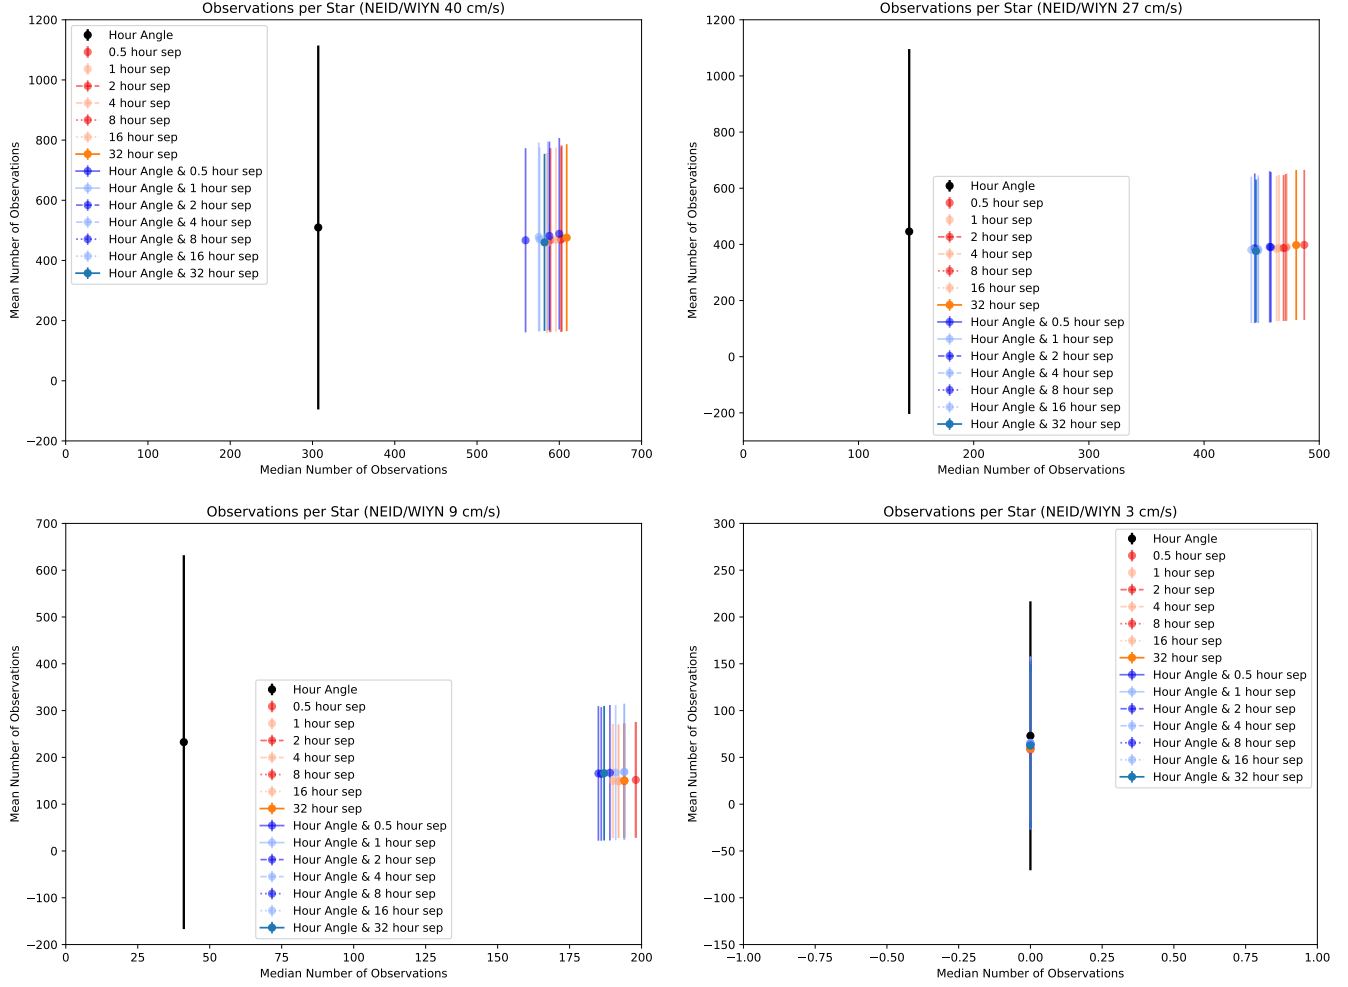 Observations per Star (NEID/WIYN 40 cm/s)
1200
1000
800
600
400
200
0
−200
Mean Number of Observations
Hour Angle
0.5 hour sep
1 hour sep
2 hour sep
4 hour sep
8 hour sep
16 hour sep
32 hour sep
Hour Angle & 0.5 hour sep
Hour Angle & 1 hour sep
Hour Angle & 2 hour sep
Hour Angle & 4 hour sep
Hour Angle & 8 hour sep
Hour Angle & 16 hour sep
Hour Angle & 32 hour sep
0 100 200 300 400 500 600 700
Median Number of Observations
Observations per Star (NEID/WIYN 27 cm/s)
1200
1000
800
600
400
200
0
−200
Mean Number of Observations
Hour Angle
0.5 hour sep
1 hour sep
2 hour sep
4 hour sep
8 hour sep
16 hour sep
32 hour sep
Hour Angle & 0.5 hour sep
Hour Angle & 1 hour sep
Hour Angle & 2 hour sep
Hour Angle & 4 hour sep
Hour Angle & 8 hour sep
Hour Angle & 16 hour sep
Hour Angle & 32 hour sep
0 100 200 300 400 500
Median Number of Observations
Observations per Star (NEID/WIYN 9 cm/s)
700
600
500
400
300
200
100
0
−100
−200
Mean Number of Observations
Hour Angle
0.5 hour sep
1 hour sep
2 hour sep
4 hour sep
8 hour sep
16 hour sep
32 hour sep
Hour Angle & 0.5 hour sep
Hour Angle & 1 hour sep
Hour Angle & 2 hour sep
Hour Angle & 4 hour sep
Hour Angle & 8 hour sep
Hour Angle & 16 hour sep
Hour Angle & 32 hour sep
0 25 50 75 100 125 150 175 200
Median Number of Observations
Observations per Star (NEID/WIYN 3 cm/s)
300
250
200
150
100
50
0
−50
−100
−150
Mean Number of Observations
Hour Angle
0.5 hour sep
1 hour sep
2 hour sep
4 hour sep
8 hour sep
16 hour sep
32 hour sep
Hour Angle & 0.5 hour sep
Hour Angle & 1 hour sep
Hour Angle & 2 hour sep
Hour Angle & 4 hour sep
Hour Angle & 8 hour sep
Hour Angle & 16 hour sep
Hour Angle & 32 hour sep
−1.00 −0.75 −0.50 −0.25 0.00 0.25 0.50 0.75 1.00
Median Number of Observations